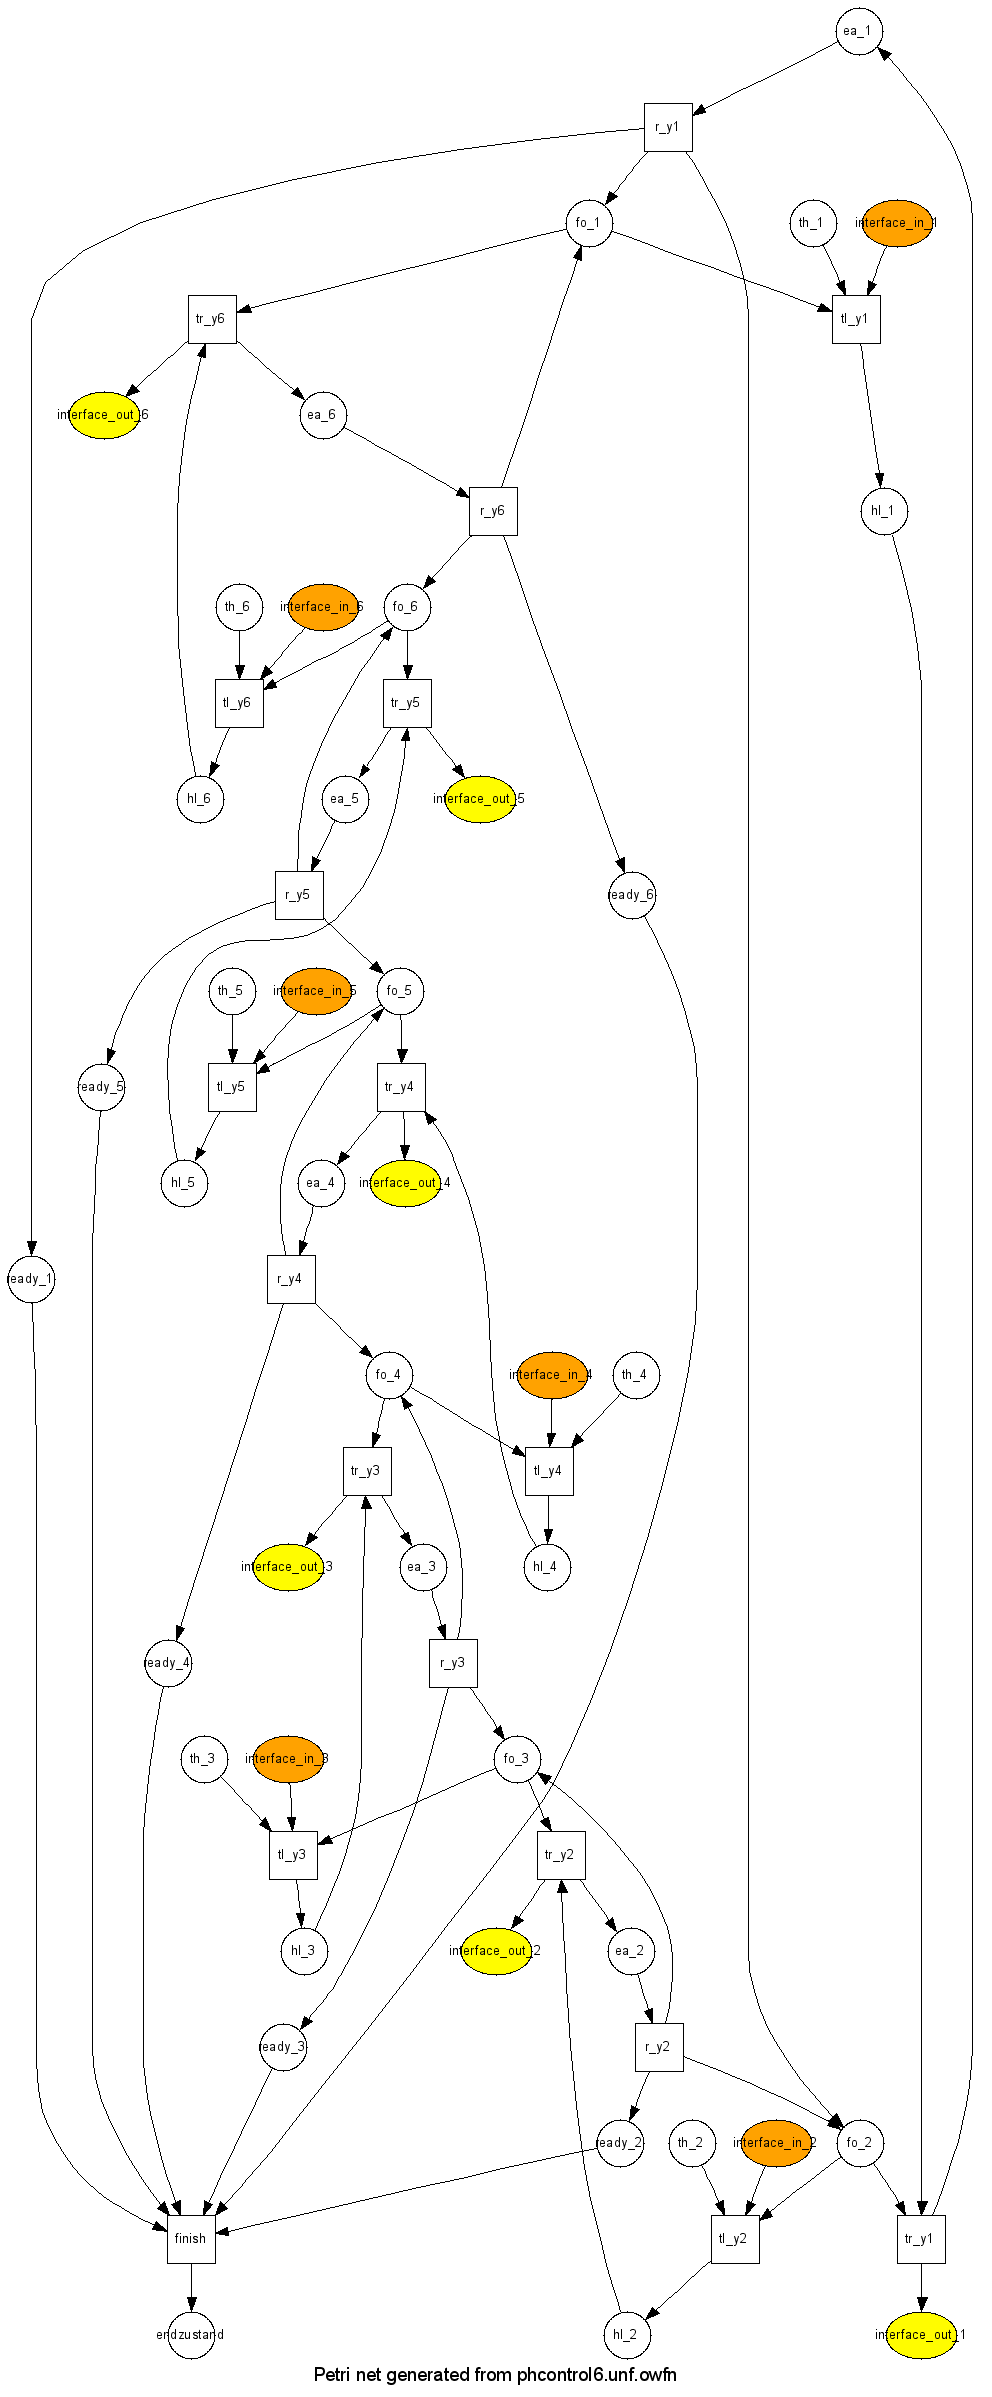 ea_1
r_y1
fo_1
th_1
interface_in_1
tr_y6
tl_y1
interface_out_6
ea_6
r_y6
hl_1
th_6
interface_in_6
fo_6
tl_y6
tr_y5
hl_6
ea_5
interface_out_5
r_y5
ready_6
th_5
interface_in_5
fo_5
ready_5
tl_y5
tr_y4
hl_5
ea_4
interface_out_4
ready_1
r_y4
fo_4
interface_in_4
th_4
tr_y3
tl_y4
interface_out_3
ea_3
hl_4
ready_4
r_y3
th_3
interface_in_3
fo_3
tl_y3
tr_y2
hl_3
interface_out_2
ea_2
ready_3
r_y2
ready_2
th_2
interface_in_2
fo_2
finish
tl_y2
tr_y1
endzustand
hl_2
interface_out_1
Petri net generated from phcontrol6.unf.owfn